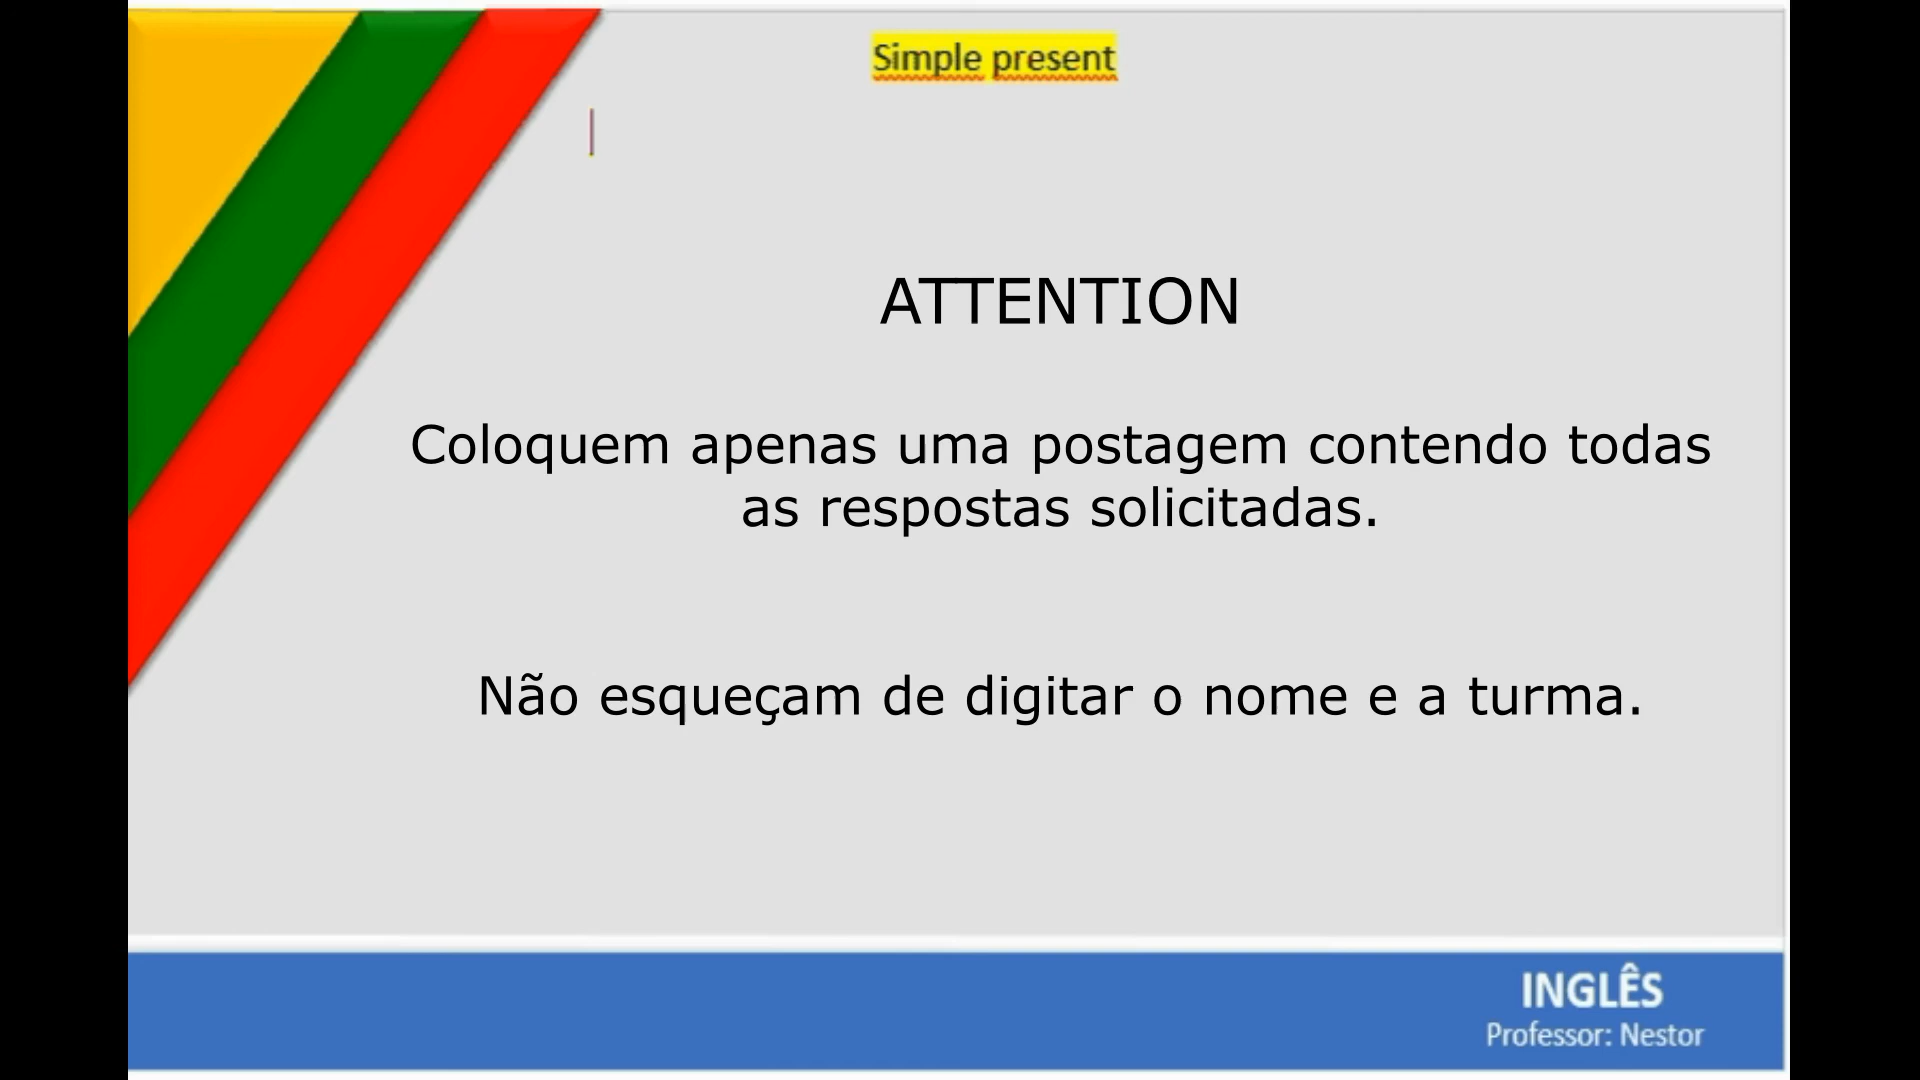 Simple present
ATTENTION
Coloquem apenas uma postagem contendo todas
as respostas solicitadas.
Não esqueçam de digitar o nome e a turma.
INGLÊS
Professor: Nestor